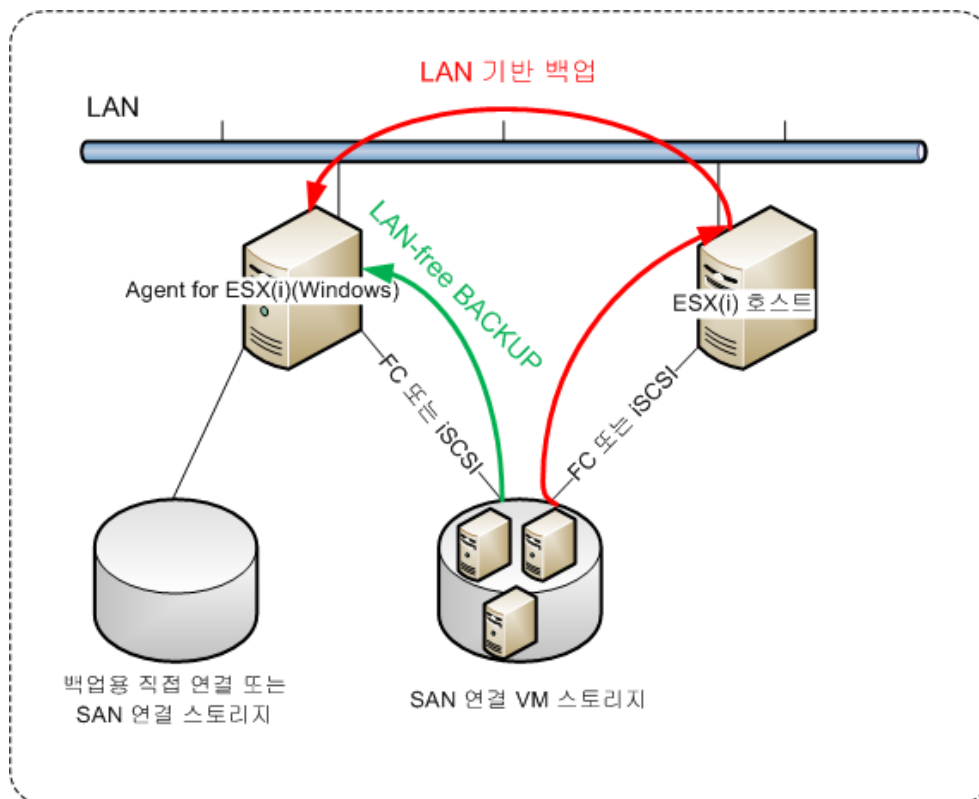 LAN 기반 백업
LAN
LAN-free BACKUP
Agent for ESX(i)(Windows)
ESX(i) 호스트
FC 또는 iSCSI
FC 또는 iSCSI
백업용 직접 연결 또는
SAN 연결 스토리지
SAN 연결 VM 스토리지